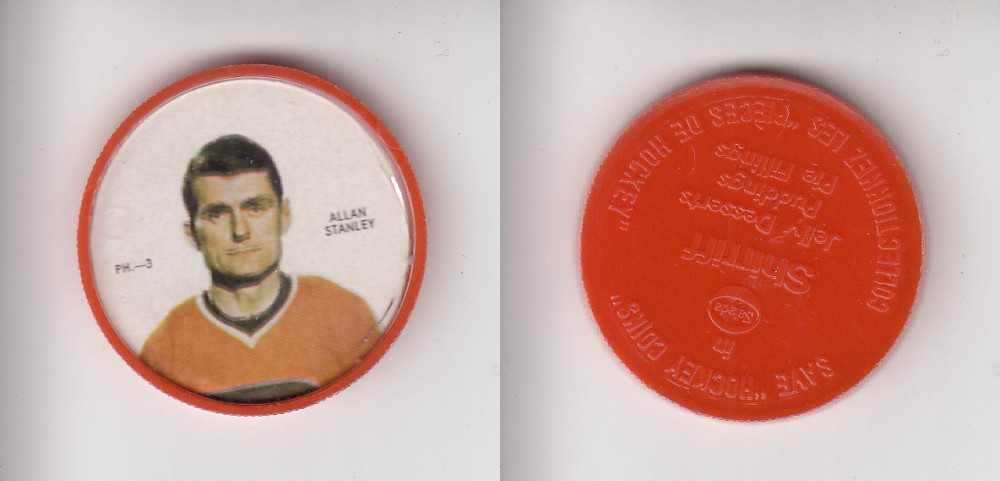 ALLAN
STANLEY
PH.—3
SAVE "HOCKEY COINS"
in
Salada
Shirriff
Jelly Desserts
Puddings
Pie Fillings
COLLECTIONNEZ LES "PIÈCES DE HOCKEY"